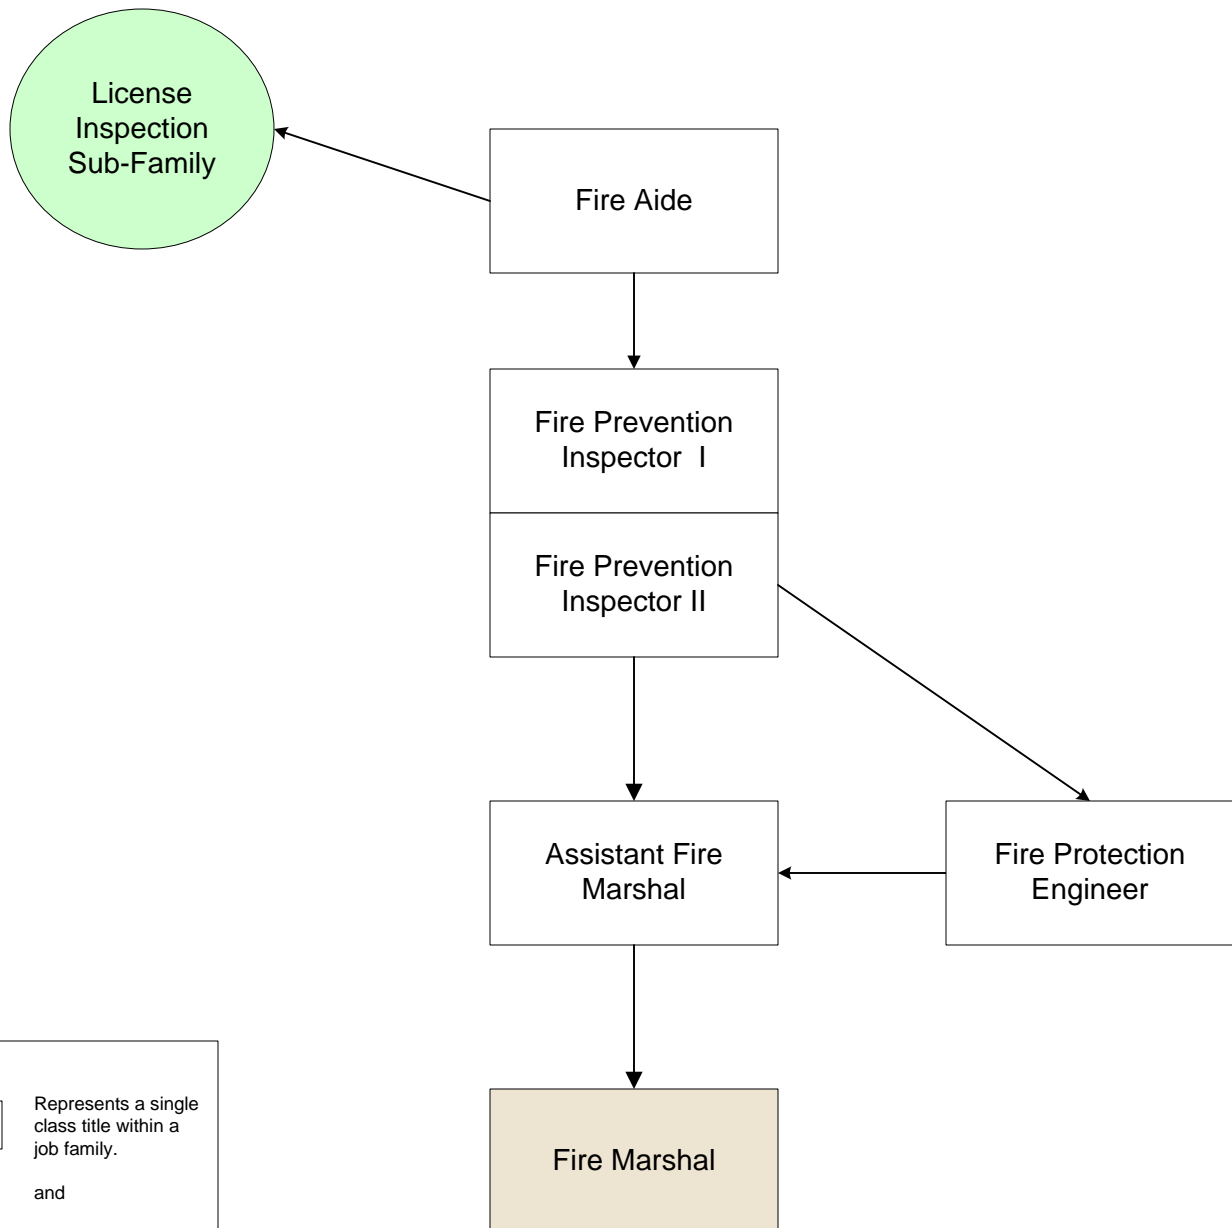 License
Inspection
Sub-Family
Fire Aide
Fire Prevention
Inspector  I
Fire Prevention
Inspector II
Assistant Fire
Marshal
Fire Protection
Engineer
Fire Marshal
Represents a single
class title within a
job family.
and